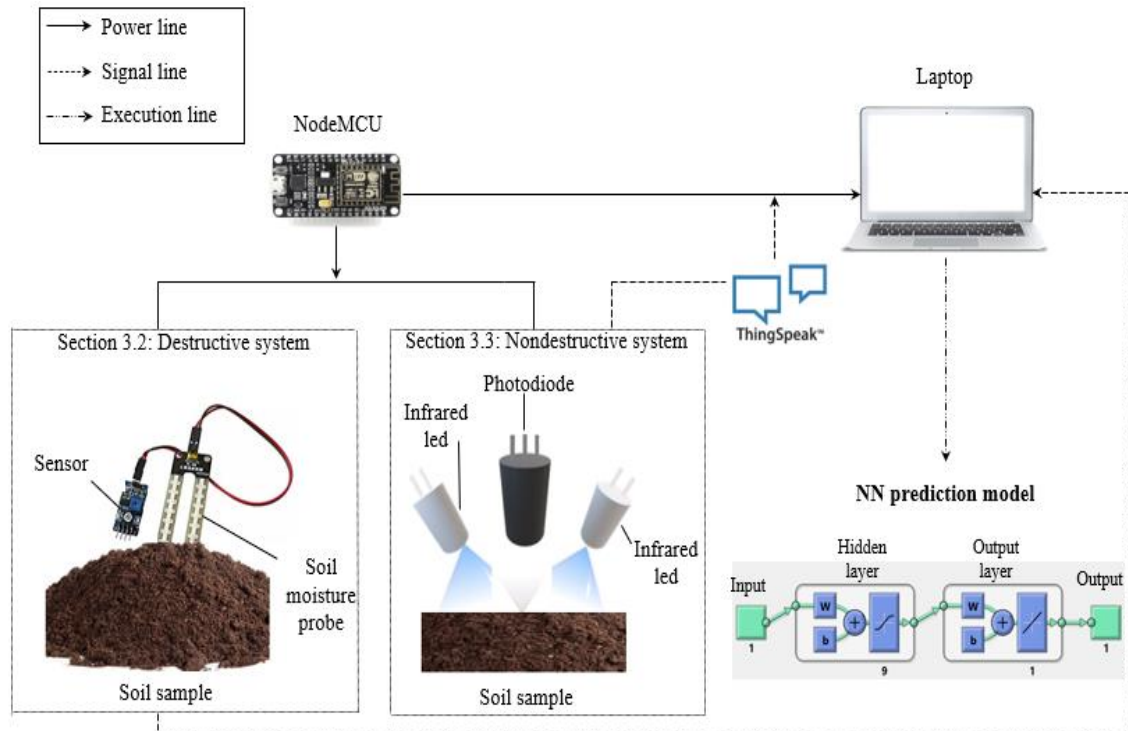 Power line
Signal line
Execution line
NodeMCU
Laptop
ThingSpeak™
Section 3.2: Destructive system
Sensor
Soil
moisture
probe
Soil sample
Section 3.3: Nondestructive system
Photodiode
Infrared
led
Infrared
led
Soil sample
NN prediction model
Hidden
layer
Output
layer
Input
Output
W
b
+
W
b
+
1
9
1
1